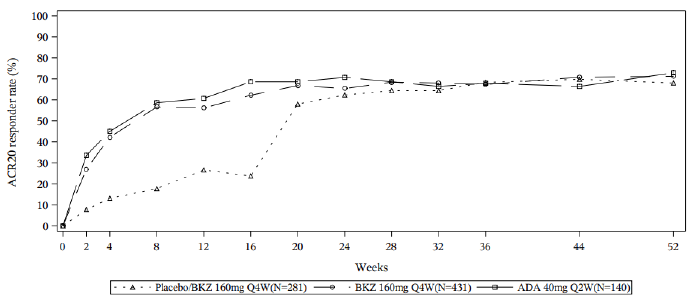 100
90
80
70
60
50
40
30
20
10
0
ACR20 responder rate (%)
0 2 4 8 12 16 20 24 28 32 36 44 52
Weeks
Placebo/BKZ 160mg Q4W(N=281) BKZ 160mg Q4W(N=431) ADA 40mg Q2W(N=140)